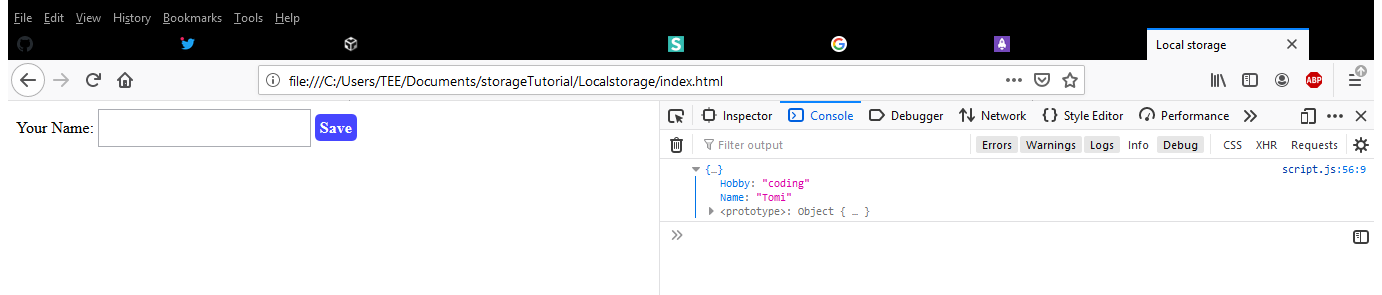 File Edit View History Bookmarks Tools Help
S G Local storage
file:///C:/Users/TEE/Documents/storageTutorial/Localstorage/index.html ABP
Your Name: Save
Inspector Console Debugger Network {} Style Editor Performance
Filter output Errors Warnings Logs Info Debug CSS XHR Requests
{…} script.js:56:9
Hobby: "coding"
Name: "Tomi"
<prototype>: Object { … }